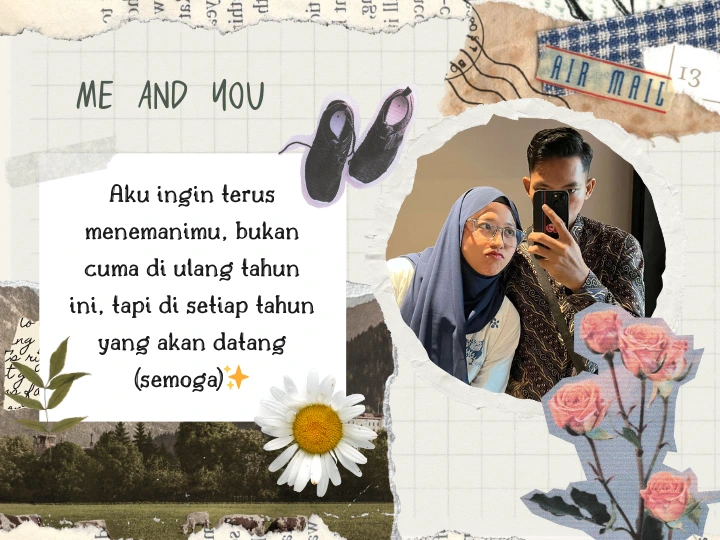 ME AND YOU
AIR MAIL
13
Aku ingin terus
menemanimu, bukan
cuma di ulang tahun
ini, tapi di setiap tahun
yang akan datang
(semoga)✨